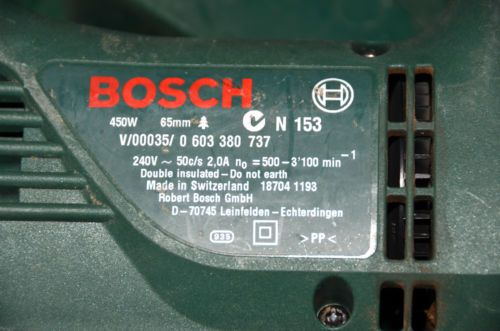 BOSCH
450W 65mm N 153
V/00035/ 0 603 380 737
240V ~ 50c/s 2,0A n₀ = 500-3'100 min⁻¹
Double insulated-Do not earth
Made in Switzerland 18704 1193
Robert Bosch GmbH
D-70745 Leinfelden-Echterdingen
935 >PP<